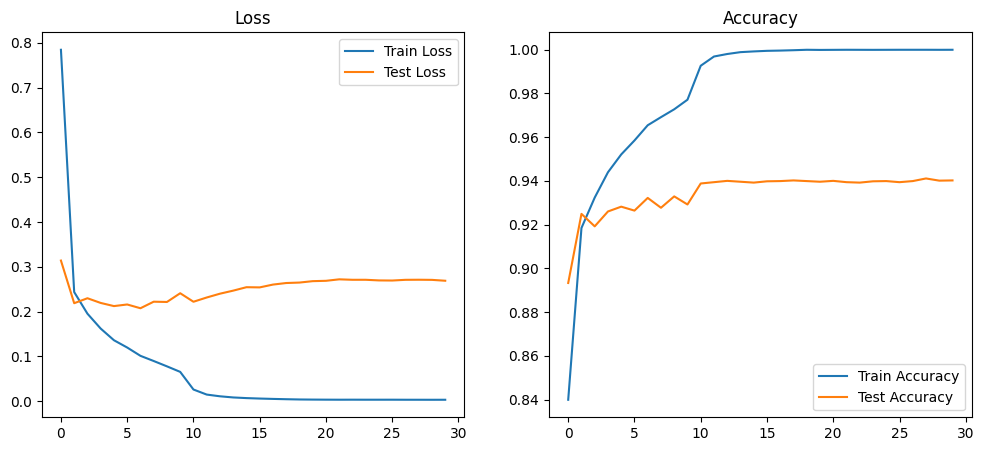 Loss
Train Loss
Test Loss
0.8
0.7
0.6
0.5
0.4
0.3
0.2
0.1
0.0
0 5 10 15 20 25 30
Accuracy
1.00
0.98
0.96
0.94
0.92
0.90
0.88
0.86
0.84
Train Accuracy
Test Accuracy
0 5 10 15 20 25 30